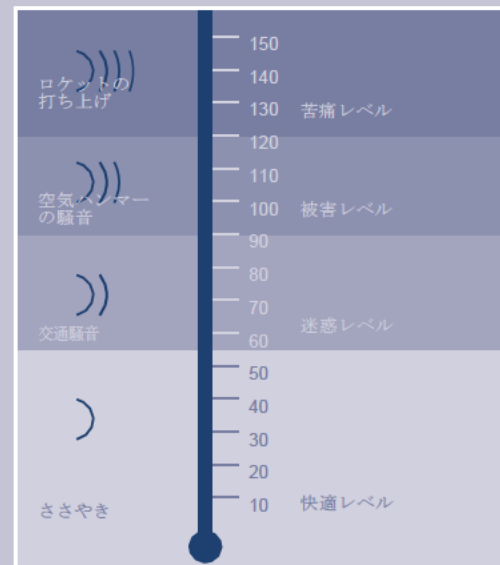 150
140
ロケットの
打ち上げ
130
苦痛レベル
120
110
空気ハンマー
の騒音
100
被害レベル
90
80
70
交通騒音
迷惑レベル
60
50
40
30
20
10
ささやき
快適レベル